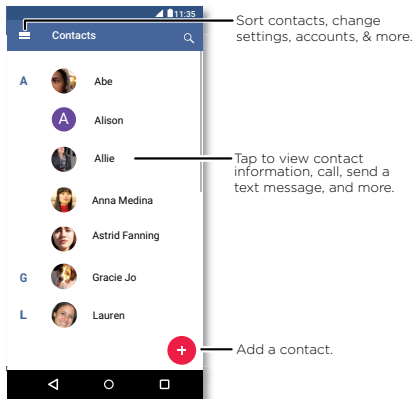 11:35
Contacts
Sort contacts, change
settings, accounts, & more.
A
Abe
A
Alison
Allie
Tap to view contact
information, call, send a
text message, and more.
Anna Medina
Astrid Fanning
G
Gracie Jo
L
Lauren
+
Add a contact.